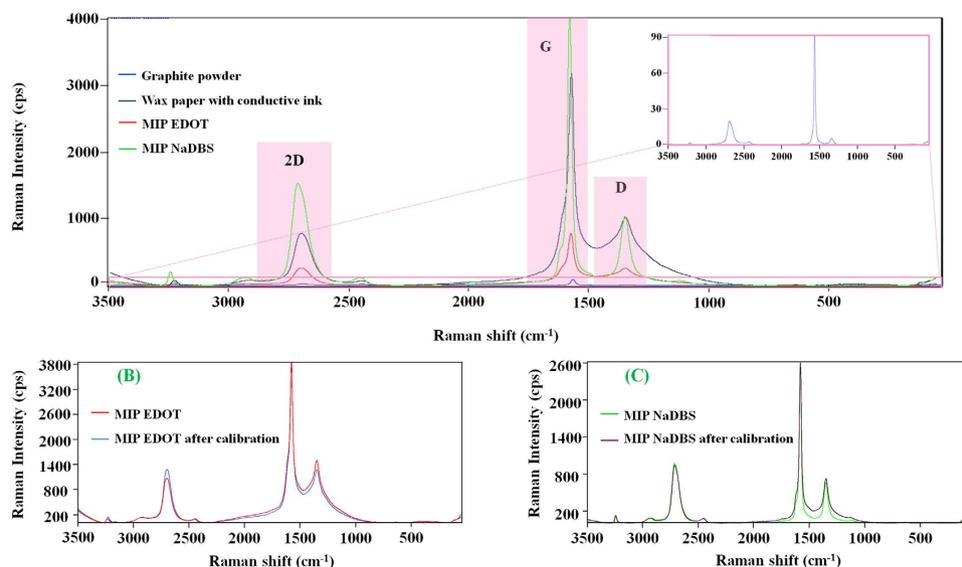 4000
3000
2000
1000
0
Raman Intensity (cps)
Graphite powder
Wax paper with conductive ink
MIP EDOT
MIP NaDBS
2D
G
D
90
60
30
0
3500 3000 2500 2000 1500 1000 500
3500 3000 2500 2000 1500 1000 500
Raman shift (cm-1)
(B)
3800
3200
2600
2000
1400
800
200
Raman Intensity (cps)
MIP EDOT
MIP EDOT after calibration
3500 3000 2500 2000 1500 1000 500
Raman shift (cm-1)
(C)
2600
2000
1400
800
200
Raman Intensity (cps)
MIP NaDBS
MIP NaDBS after calibration
3500 3000 2500 2000 1500 1000 500
Raman shift (cm-1)